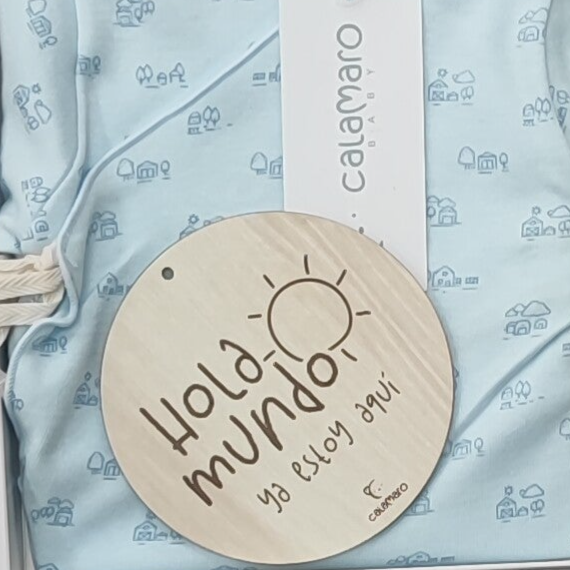 calamaro
BABY
Hola
mundo
ya estoy aquí
calamaro